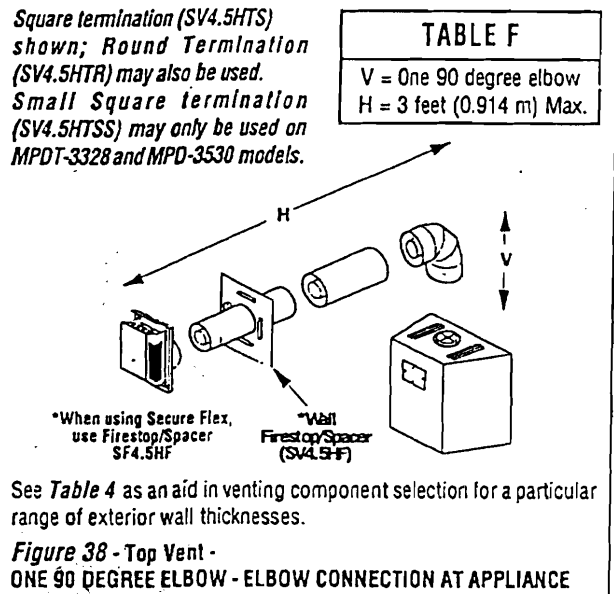 Square termination (SV4.5HTS)
shown; Round Termination
(SV4.5HTR) may also be used.
Small Square termination
(SV4.5HTSS) may only be used on
MPDT-3328 and MPD-3530 models.
TABLE F
V = One 90 degree elbow
H = 3 feet (0.914 m) Max.
H
V
*When using Secure Flex,
use Firestop/Spacer
SF4.5HF
*Wall
Firestop/Spacer
(SV4.5HF)
See Table 4 as an aid in venting component selection for a particular
range of exterior wall thicknesses.
Figure 38 - Top Vent -
ONE 90 DEGREE ELBOW - ELBOW CONNECTION AT APPLIANCE